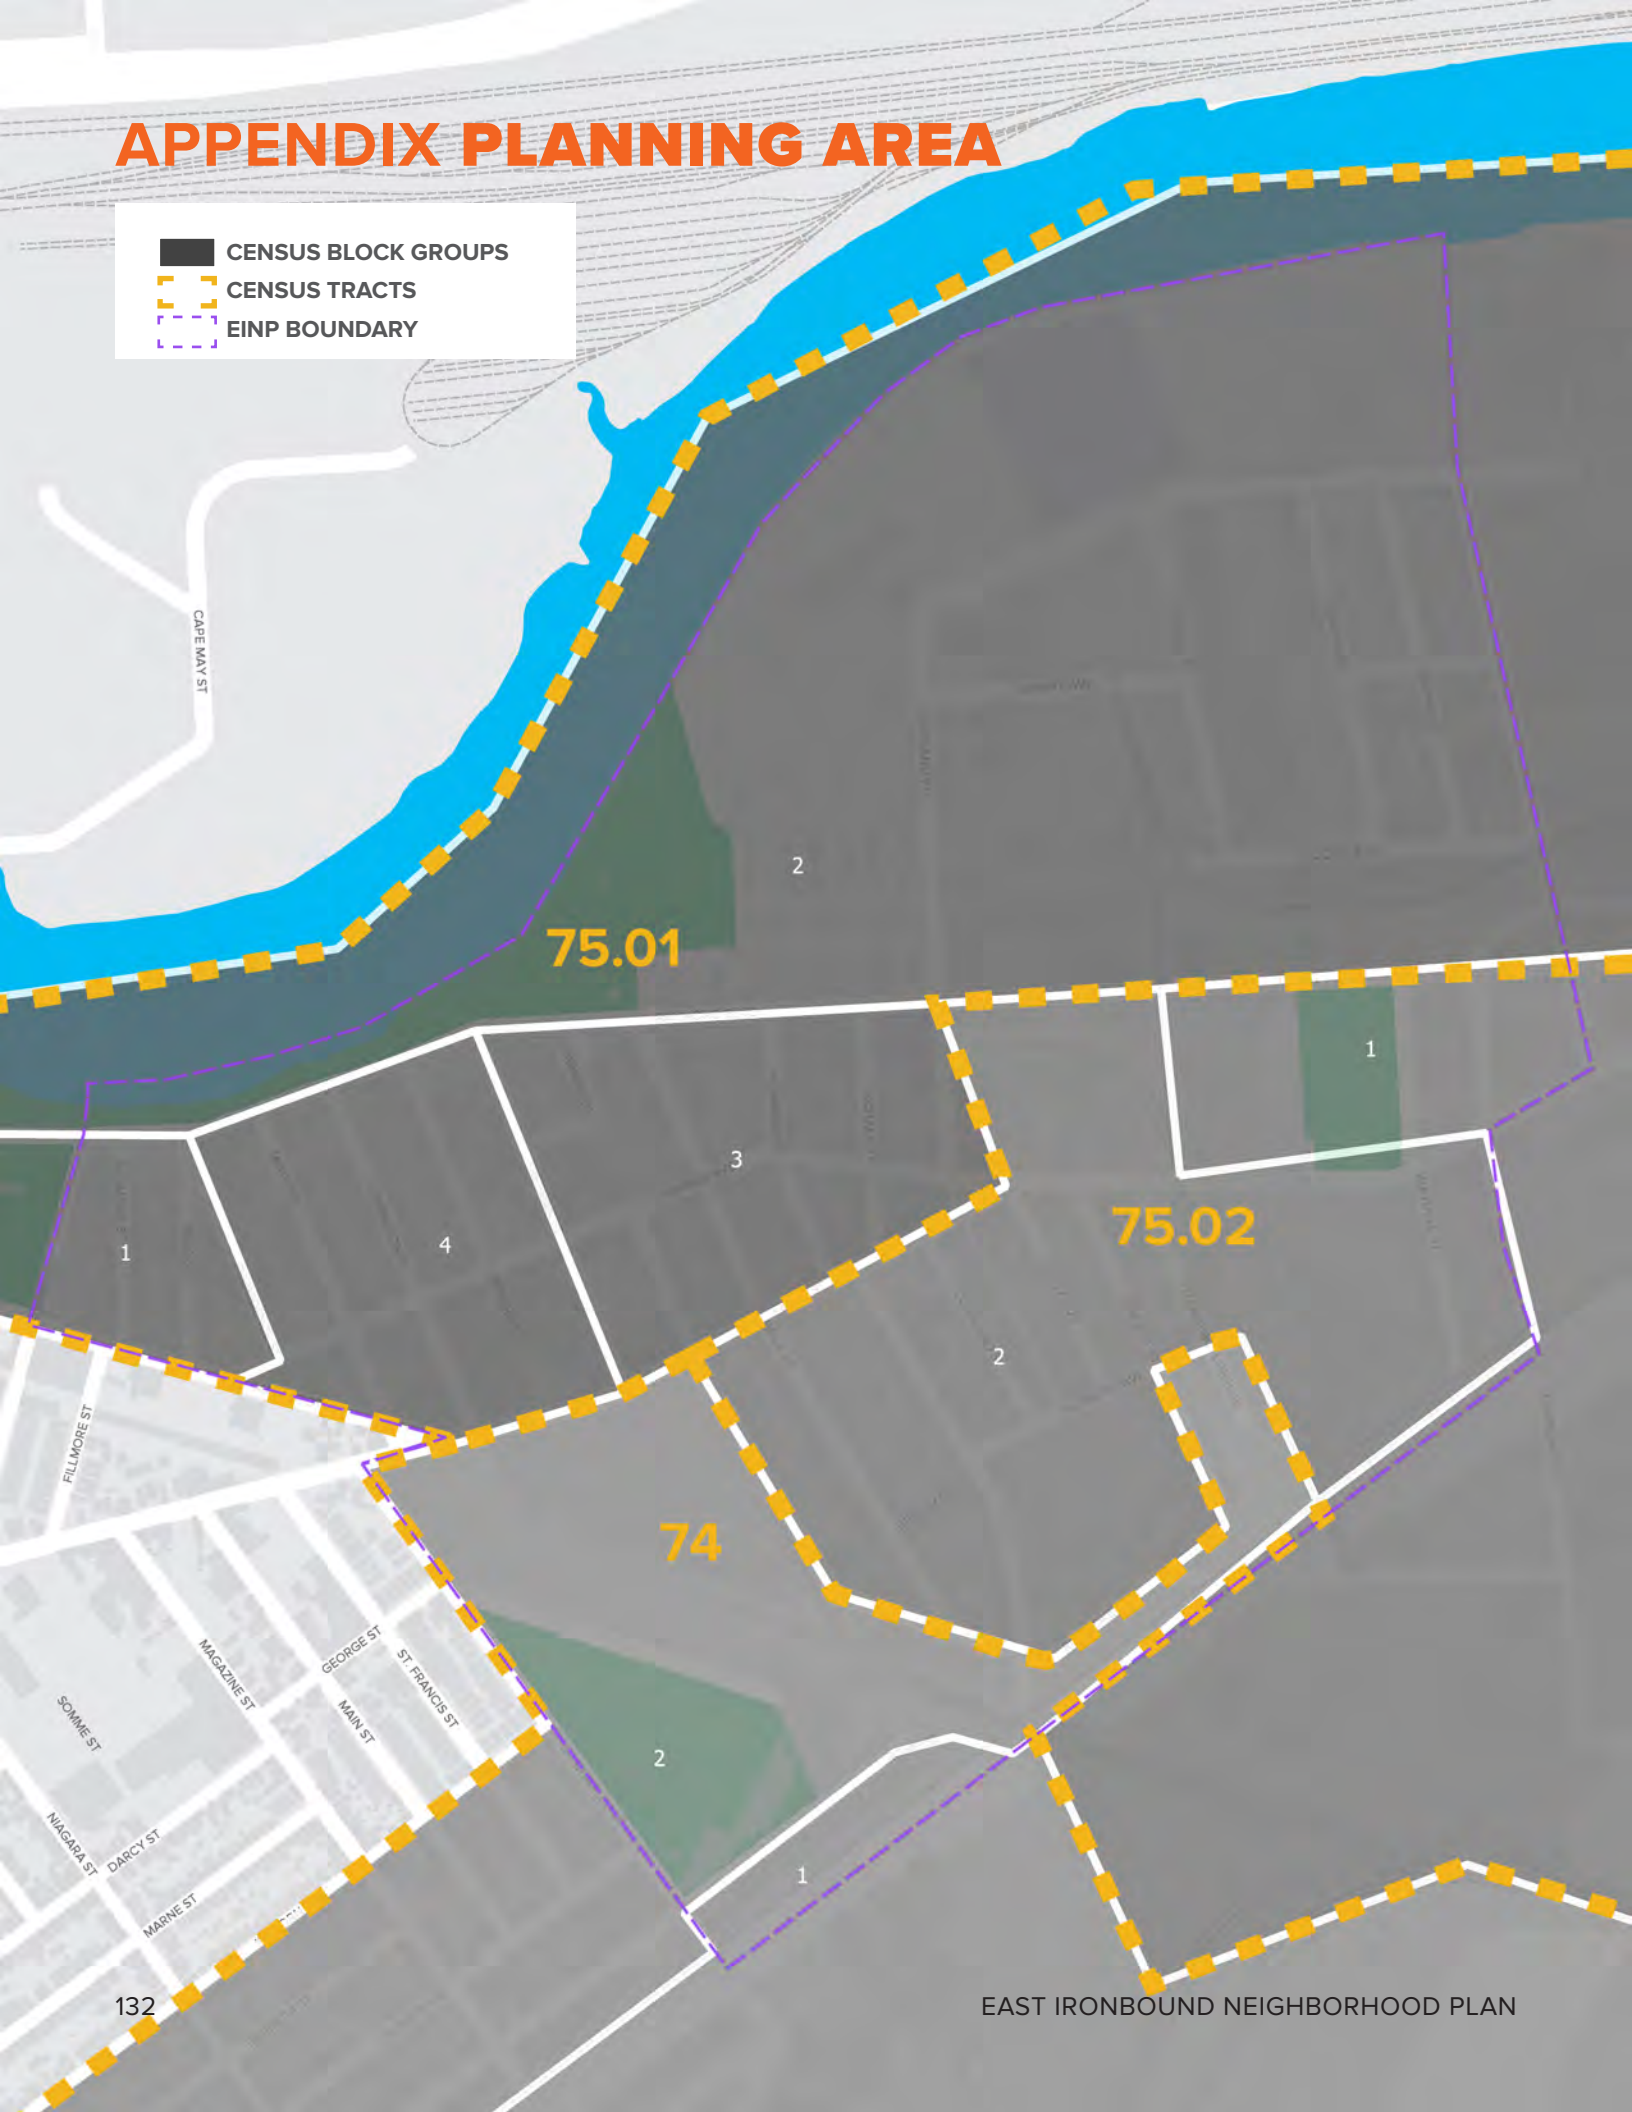 APPENDIX PLANNING AREA
CENSUS BLOCK GROUPS
CENSUS TRACTS
EINP BOUNDARY
CAPE MAY ST
2
75.01
1
3
75.02
4
1
2
FILLMORE ST
74
GEORGE ST
MAGAZINE ST
ST. FRANCIS ST
MAIN ST
SOMME ST
2
NIAGARA ST
DARCY ST
1
MARNE ST
132
EAST IRONBOUND NEIGHBORHOOD PLAN